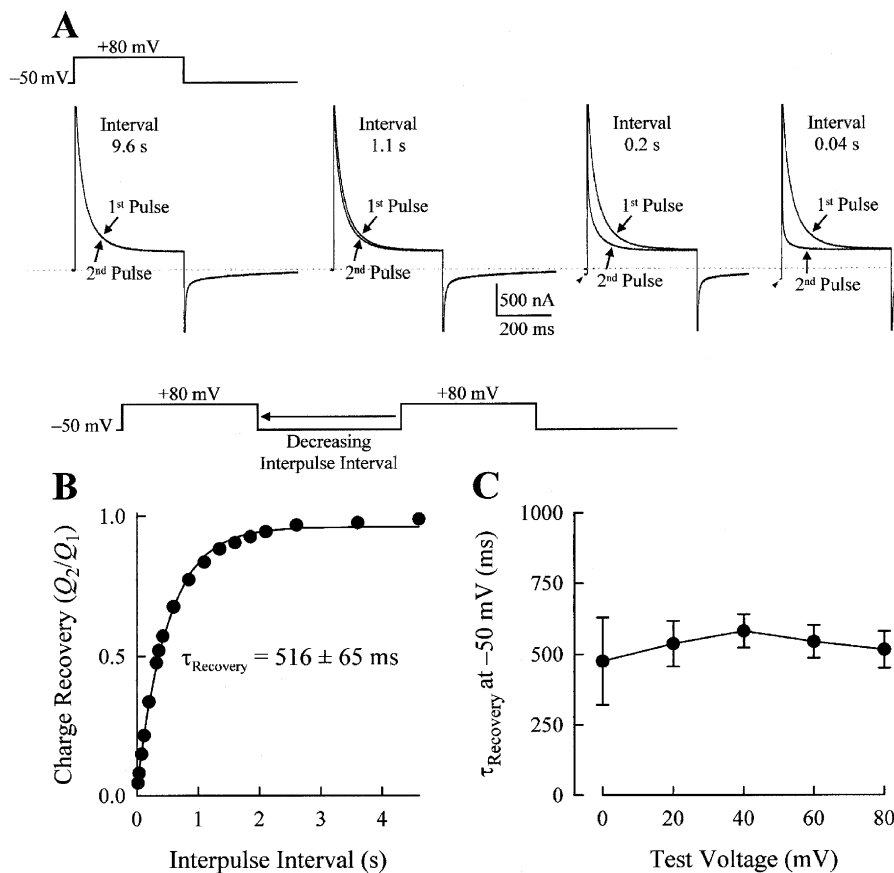 A
+80 mV
−50 mV
Interval
9.6 s
1st Pulse
2nd Pulse
Interval
1.1 s
1st Pulse
2nd Pulse
Interval
0.2 s
1st Pulse
2nd Pulse
Interval
0.04 s
1st Pulse
2nd Pulse
500 nA
200 ms
+80 mV
+80 mV
−50 mV
Decreasing
Interpulse Interval
B
Charge Recovery (Q2/Q1)
1.0
0.5
0.0
τRecovery = 516 ± 65 ms
0 1 2 3 4
Interpulse Interval (s)
C
τRecovery at −50 mV (ms)
1000
750
500
250
0
0 20 40 60 80
Test Voltage (mV)